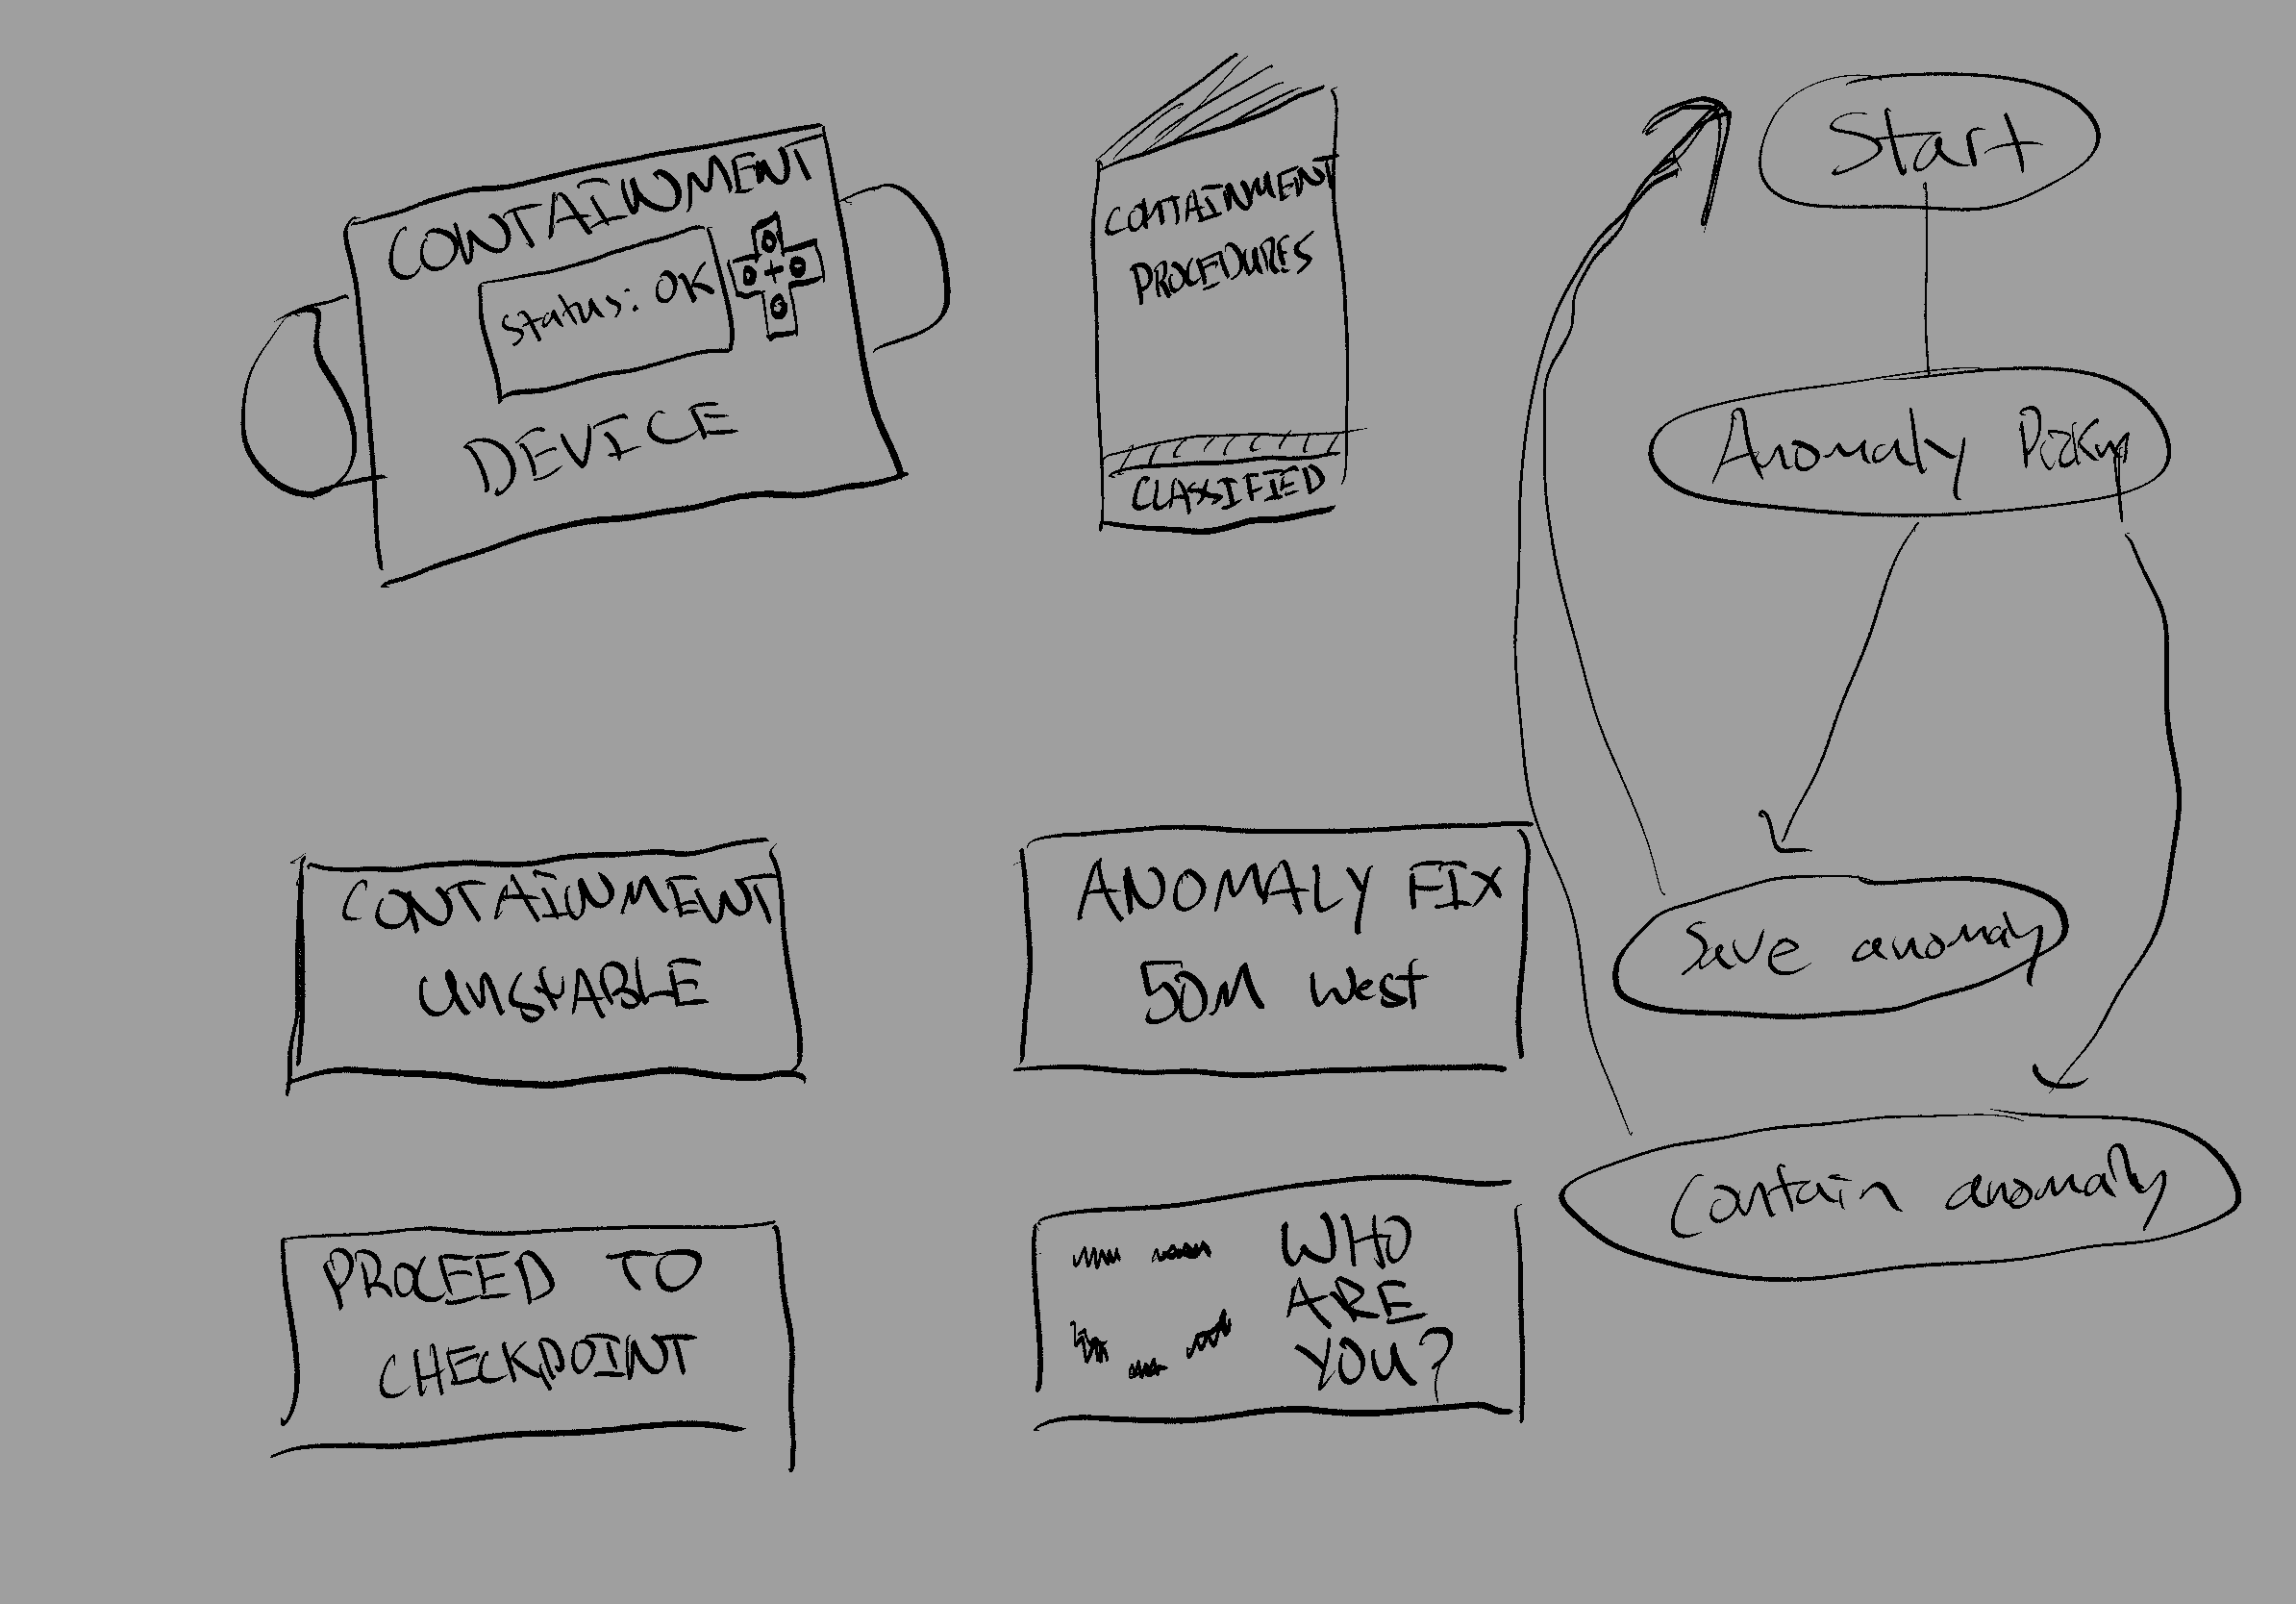 CONTAINMENT
Status: OK
DEVICE
CONTAINMENT
PROCEDURES
CLASSIFIED
Start
Anomaly Pickup
Save anomaly
Contain anomaly
CONTAINMENT
UNSTABLE
ANOMALY FIX
50M West
PROCEED TO
CHECKPOINT
WHO
ARE
YOU?